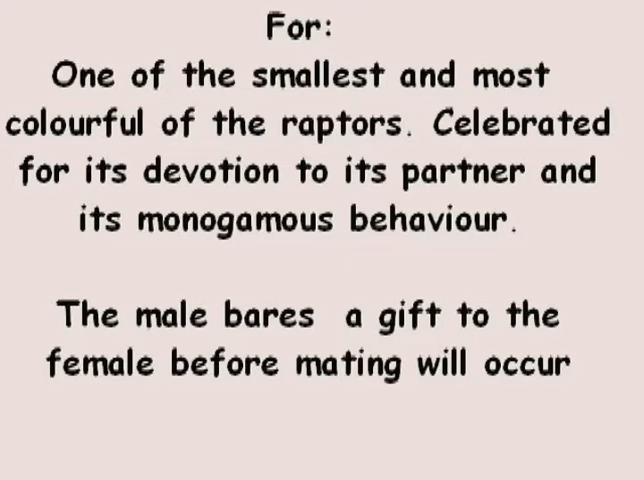 For:
One of the smallest and most
colourful of the raptors. Celebrated
for its devotion to its partner and
its monogamous behaviour.
The male bares a gift to the
female before mating will occur